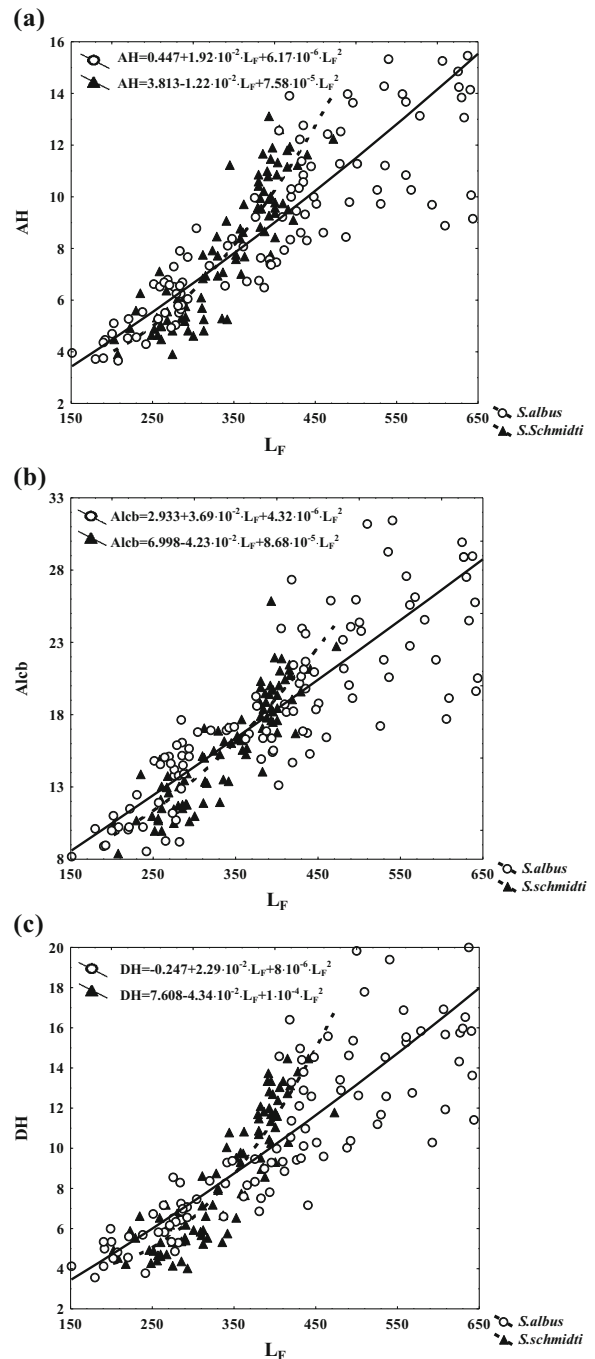 (a)
AH=0.447+1.92·10⁻²·L_F+6.17·10⁻⁶·L_F²
AH=3.813-1.22·10⁻²·L_F+7.58·10⁻⁵·L_F²
16
14
12
10
8
6
4
2
AH
150 250 350 450 550 650
L_F
S.albus
S.Schmidti
(b)
Alcb=2.933+3.69·10⁻²·L_F+4.32·10⁻⁶·L_F²
Alcb=6.998-4.23·10⁻²·L_F+8.68·10⁻⁵·L_F²
33
28
23
18
13
8
Alcb
150 250 350 450 550 650
L_F
S.albus
S.schmidti
(c)
DH=-0.247+2.29·10⁻²·L_F+8·10⁻⁶·L_F²
DH=7.608-4.34·10⁻²·L_F+1·10⁻⁴·L_F²
20
18
16
14
12
10
8
6
4
2
DH
150 250 350 450 550 650
L_F
S.albus
S.schmidti